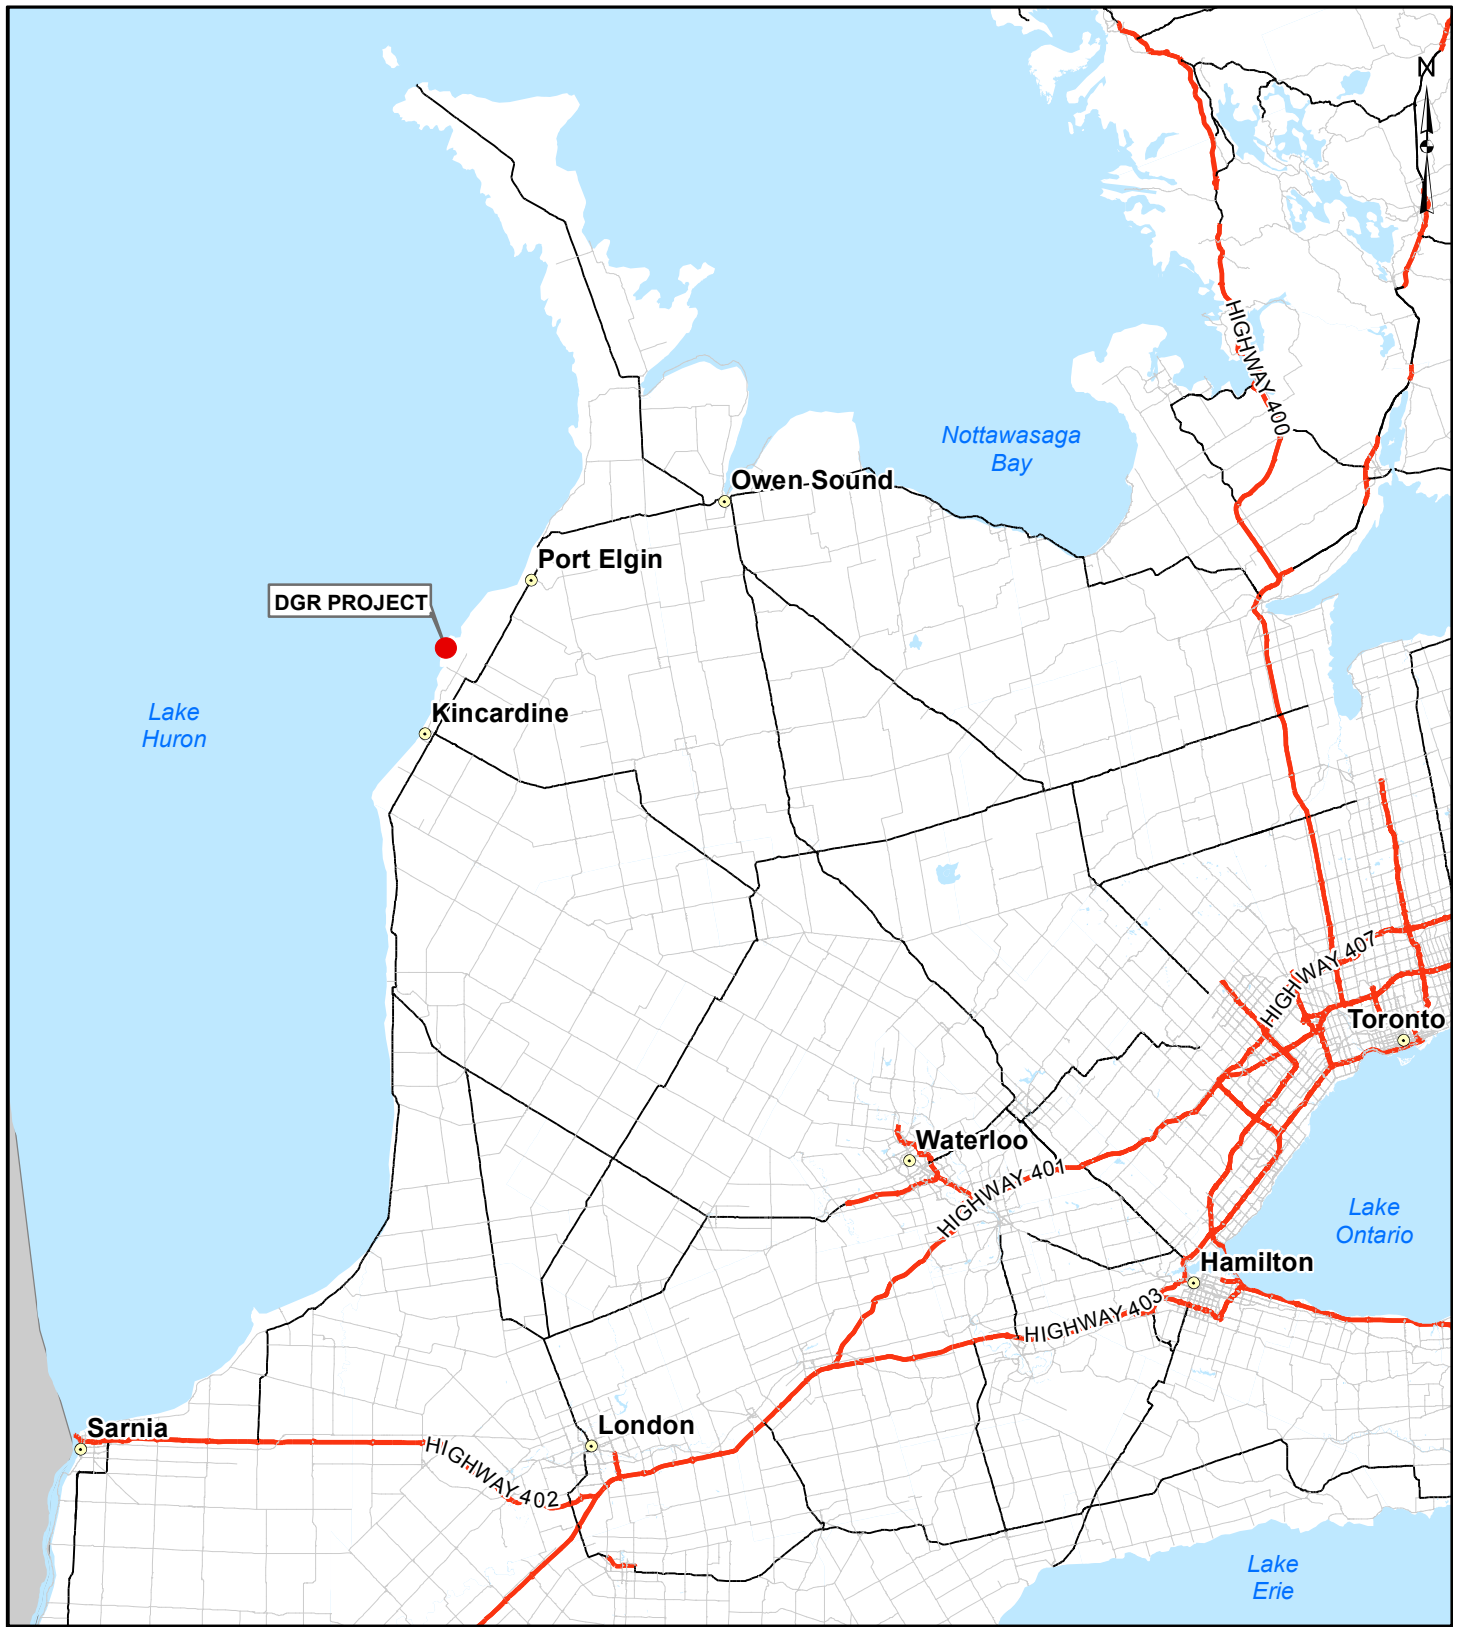 N
HIGHWAY 400
Nottawasaga
Bay
Owen Sound
Port Elgin
DGR PROJECT
Lake
Huron
Kincardine
HIGHWAY 407
Toronto
Waterloo
HIGHWAY 401
Lake
Ontario
Hamilton
HIGHWAY 403
Sarnia
London
HIGHWAY 402
Lake
Erie